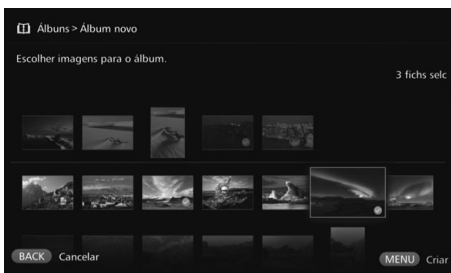 Álbuns > Álbum novo
Escolher imagens para o álbum.
3 fichs selc
BACK Cancelar
MENU Criar